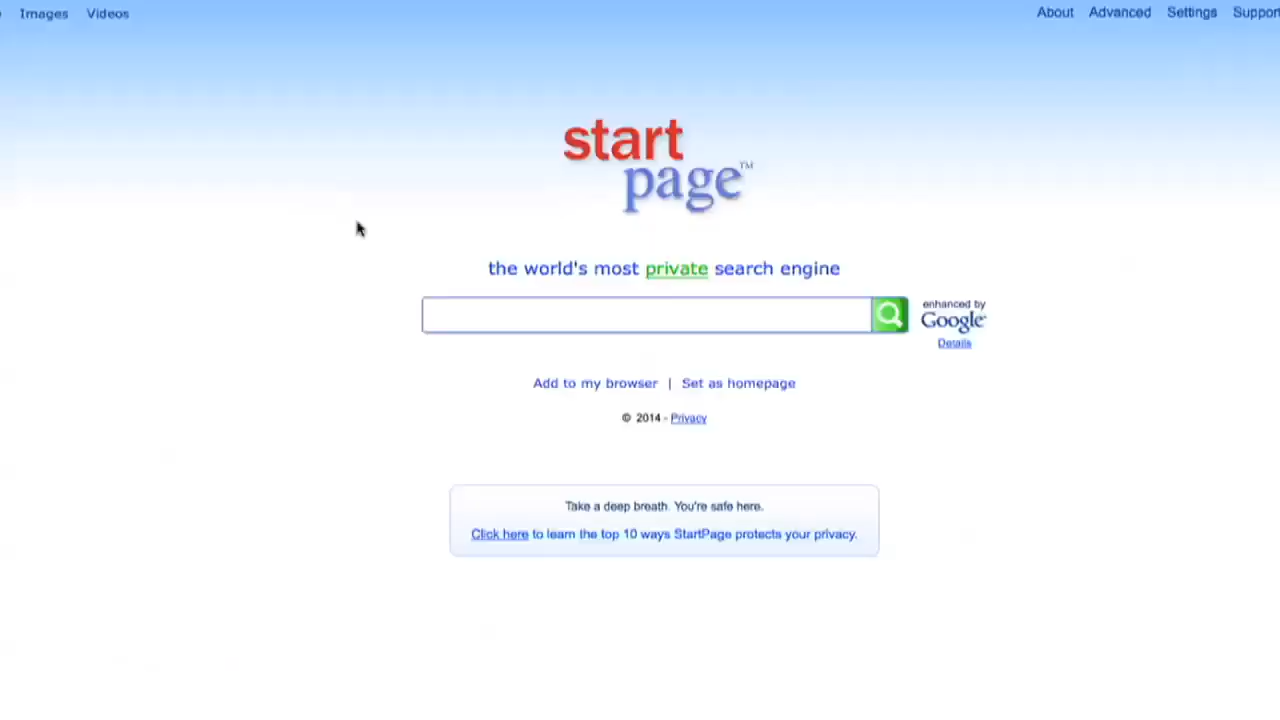 Images Videos About Advanced Settings Support
start
page™
the world's most private search engine
enhanced by
Google
Details
Add to my browser | Set as homepage
© 2014 - Privacy
Take a deep breath. You're safe here.
Click here to learn the top 10 ways StartPage protects your privacy.